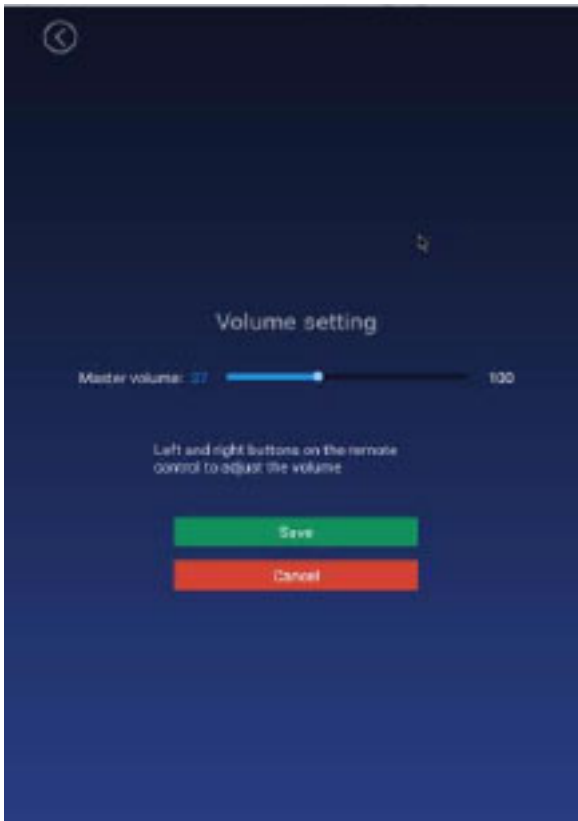 Volume setting
Master volume: 37 100
Left and right buttons on the remote
control to adjust the volume
Save
Cancel